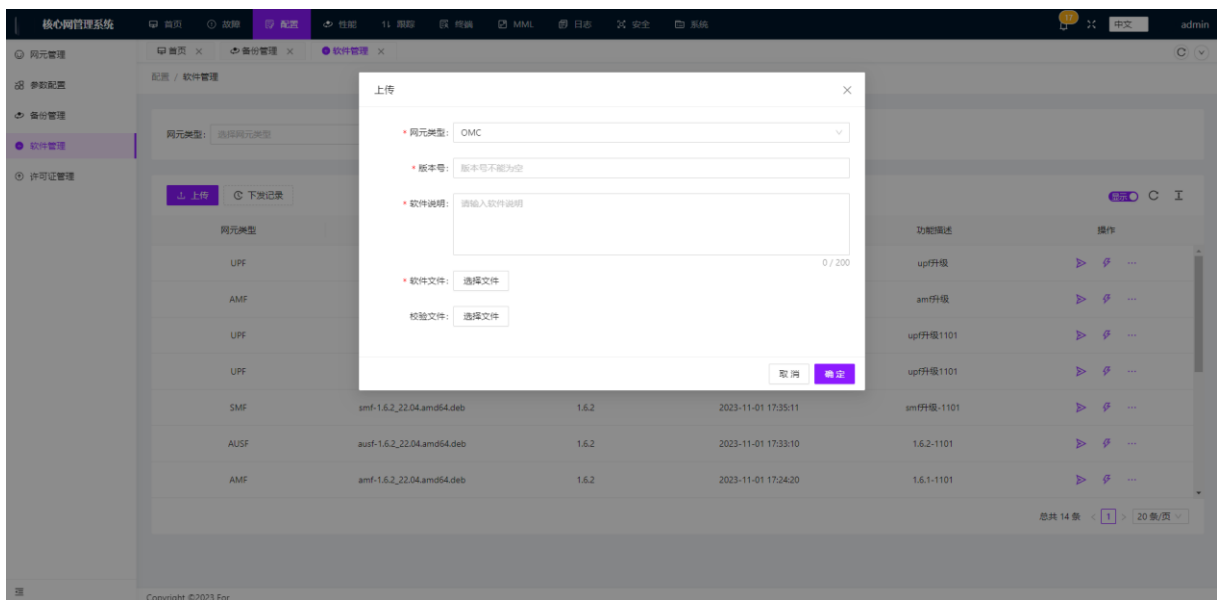 核心网管理系统 首页 故障 配置 性能 跟踪 终端 MML 日志 安全 系统 17 中文 admin
网元管理 首页 备份管理 软件管理
参数配置 配置 / 软件管理
备份管理
软件管理
许可证管理
网元类型: 选择网元类型
上传
* 网元类型: OMC
* 版本号: 版本号不能为空
* 软件说明: 请输入软件说明
0 / 200
* 软件文件: 选择文件
校验文件: 选择文件
取 消 确 定
上传 下发记录 显示
网元类型 功能描述 操作
UPF upf升级
AMF amf升级
UPF upf升级1101
UPF upf升级1101
SMF smf-1.6.2_22.04.amd64.deb 1.6.2 2023-11-01 17:35:11 smf升级-1101
AUSF ausf-1.6.2_22.04.amd64.deb 1.6.2 2023-11-01 17:33:10 1.6.2-1101
AMF amf-1.6.2_22.04.amd64.deb 1.6.2 2023-11-01 17:24:20 1.6.1-1101
总共 14 条 < 1 > 20 条/页
Copyright ©2023 For